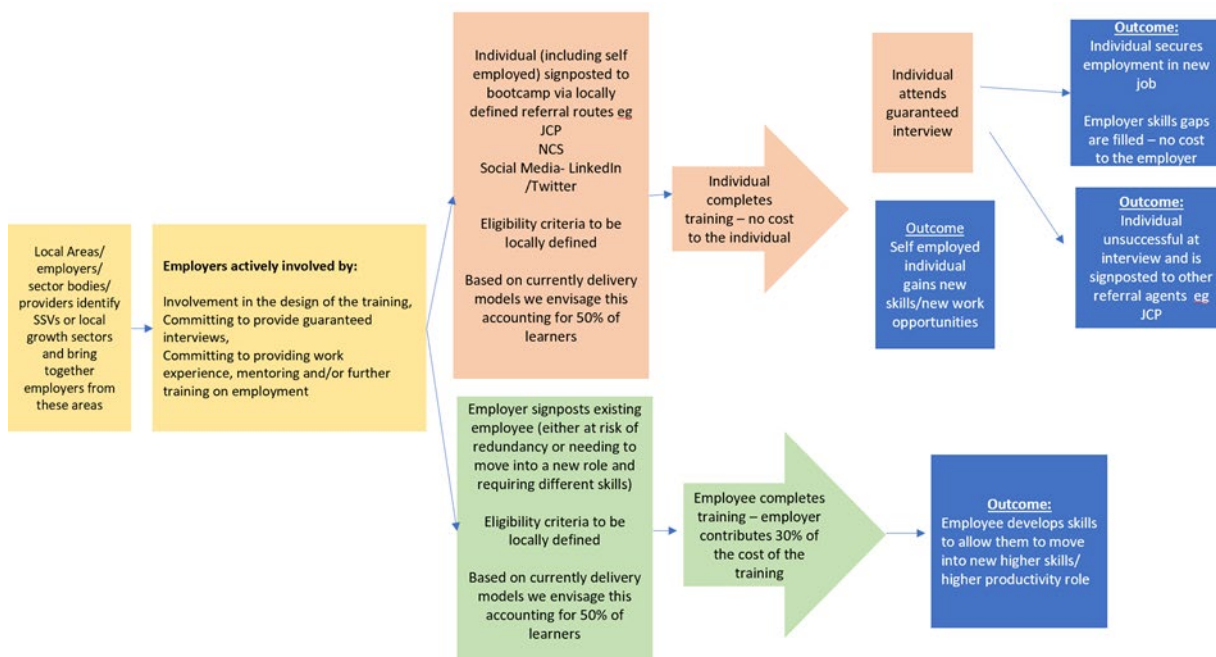 Local Areas/
employers/
sector bodies/
providers identify
SSVs or local
growth sectors
and bring
together
employers from
these areas
Employers actively involved by:
Involvement in the design of the training,
Committing to provide guaranteed
interviews,
Committing to providing work
experience, mentoring and/or further
training on employment
Individual (including self
employed) signposted to
bootcamp via locally
defined referral routes eg
JCP
NCS
Social Media- LinkedIn
/Twitter
Eligibility criteria to be
locally defined
Based on currently delivery
models we envisage this
accounting for 50% of
learners
Individual
completes
training – no cost
to the individual
Individual
attends
guaranteed
interview
Outcome
Self employed
individual
gains new
skills/new work
opportunities
Outcome:
Individual secures
employment in new
job
Employer skills gaps
are filled – no cost
to the employer
Outcome:
Individual
unsuccessful at
interview and is
signposted to other
referral agents eg
JCP
Employer signposts existing
employee (either at risk of
redundancy or needing to
move into a new role and
requiring different skills)
Eligibility criteria to be
locally defined
Based on currently delivery
models we envisage this
accounting for 50% of
learners
Employee completes
training – employer
contributes 30% of
the cost of the
training
Outcome:
Employee develops skills
to allow them to move
into new higher skills/
higher productivity role